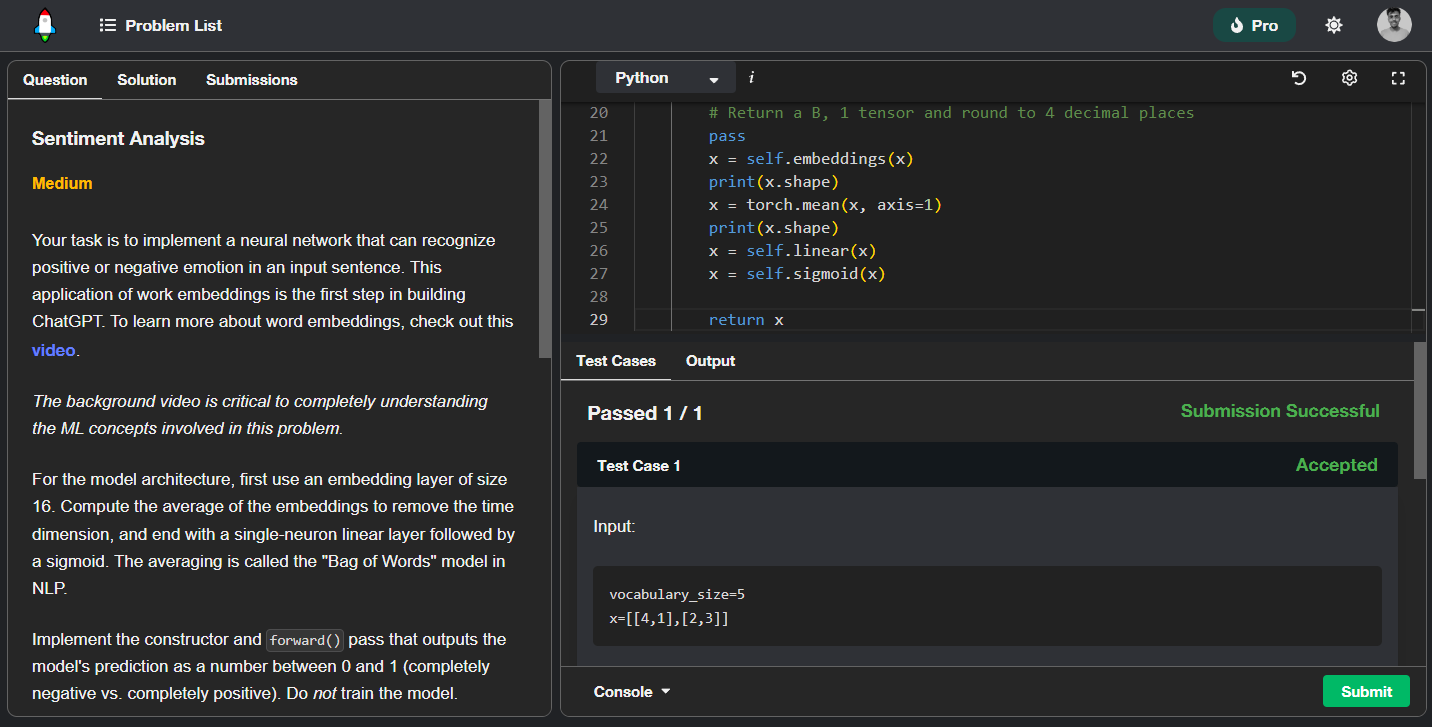 Problem List
Pro
Question Solution Submissions
Sentiment Analysis
Medium
Your task is to implement a neural network that can recognize
positive or negative emotion in an input sentence. This
application of work embeddings is the first step in building
ChatGPT. To learn more about word embeddings, check out this
video.
The background video is critical to completely understanding
the ML concepts involved in this problem.
For the model architecture, first use an embedding layer of size
16. Compute the average of the embeddings to remove the time
dimension, and end with a single-neuron linear layer followed by
a sigmoid. The averaging is called the "Bag of Words" model in
NLP.
Implement the constructor and forward() pass that outputs the
model's prediction as a number between 0 and 1 (completely
negative vs. completely positive). Do not train the model.
Python i
20 # Return a B, 1 tensor and round to 4 decimal places
21 pass
22 x = self.embeddings(x)
23 print(x.shape)
24 x = torch.mean(x, axis=1)
25 print(x.shape)
26 x = self.linear(x)
27 x = self.sigmoid(x)
28
29 return x
Test Cases Output
Passed 1 / 1 Submission Successful
Test Case 1 Accepted
Input:
vocabulary_size=5
x=[[4,1],[2,3]]
Console Submit